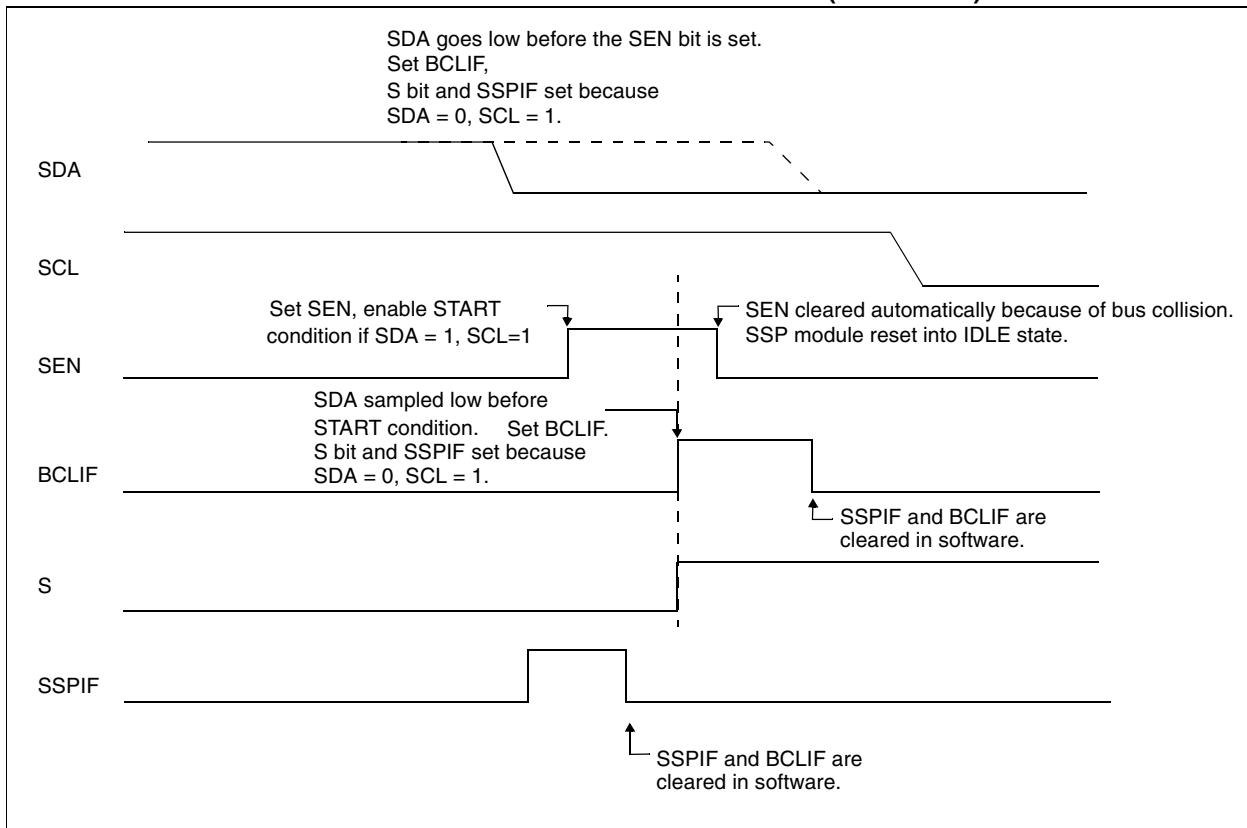 SDA goes low before the SEN bit is set.
Set BCLIF,
S bit and SSPIF set because
SDA = 0, SCL = 1.
SDA
SCL
Set SEN, enable START
condition if SDA = 1, SCL=1
SEN cleared automatically because of bus collision.
SSP module reset into IDLE state.
SEN
SDA sampled low before
START condition. Set BCLIF.
S bit and SSPIF set because
SDA = 0, SCL = 1.
BCLIF
SSPIF and BCLIF are
cleared in software.
S
SSPIF
SSPIF and BCLIF are
cleared in software.